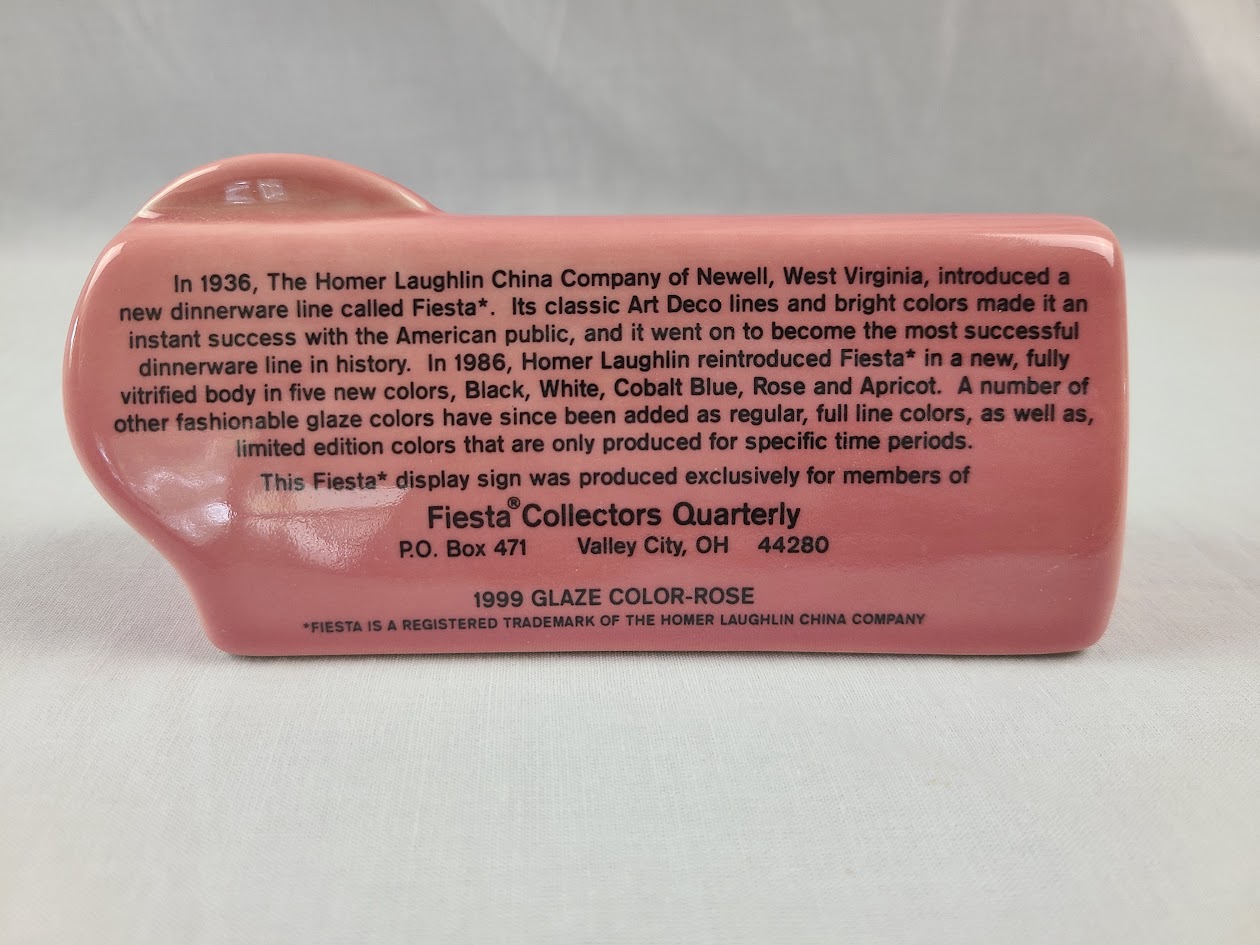 In 1936, The Homer Laughlin China Company of Newell, West Virginia, introduced a
new dinnerware line called Fiesta*. Its classic Art Deco lines and bright colors made it an
instant success with the American public, and it went on to become the most successful
dinnerware line in history. In 1986, Homer Laughlin reintroduced Fiesta* in a new, fully
vitrified body in five new colors, Black, White, Cobalt Blue, Rose and Apricot. A number of
other fashionable glaze colors have since been added as regular, full line colors, as well as,
limited edition colors that are only produced for specific time periods.
This Fiesta* display sign was produced exclusively for members of
Fiesta® Collectors Quarterly
P.O. Box 471 Valley City, OH 44280
1999 GLAZE COLOR-ROSE
*FIESTA IS A REGISTERED TRADEMARK OF THE HOMER LAUGHLIN CHINA COMPANY